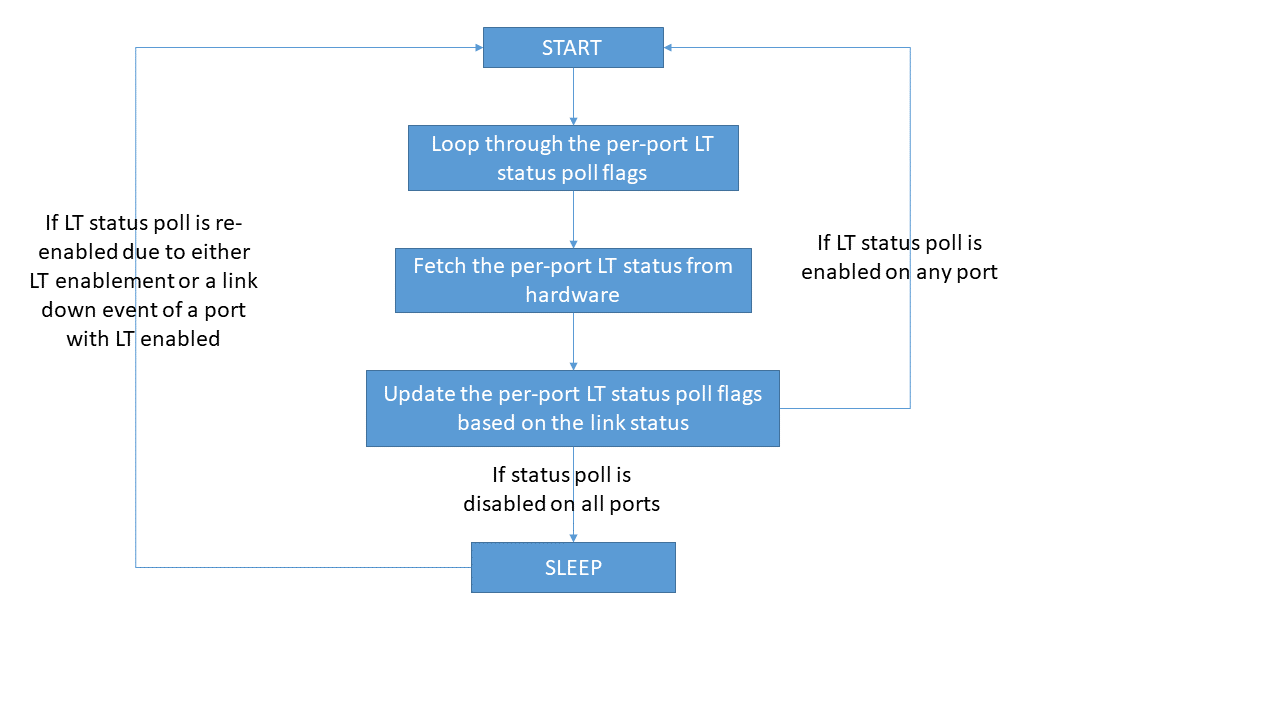 START
Loop through the per-port LT
status poll flags
If LT status poll is re-
enabled due to either
LT enablement or a link
down event of a port
with LT enabled
Fetch the per-port LT status from
hardware
If LT status poll is
enabled on any port
Update the per-port LT status poll flags
based on the link status
If status poll is
disabled on all ports
SLEEP